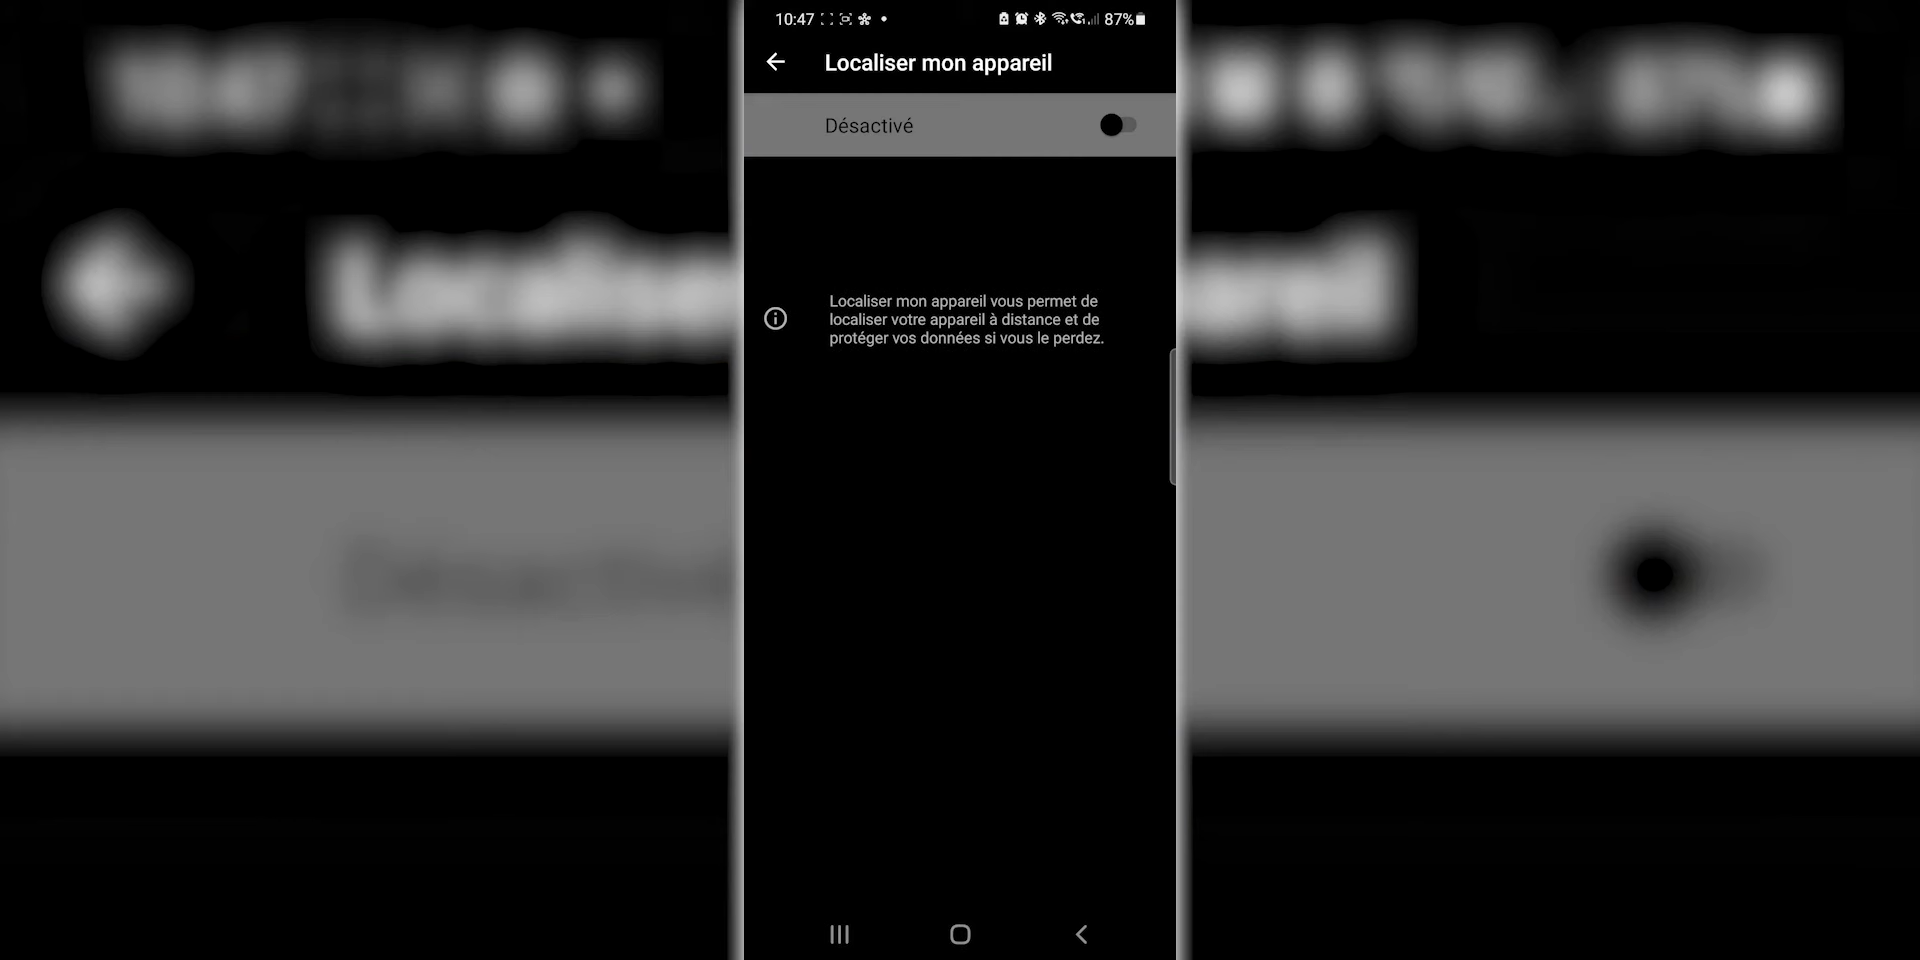 10:47
87%
Localiser mon appareil
Désactivé
Localiser mon appareil vous permet de
localiser votre appareil à distance et de
protéger vos données si vous le perdez.